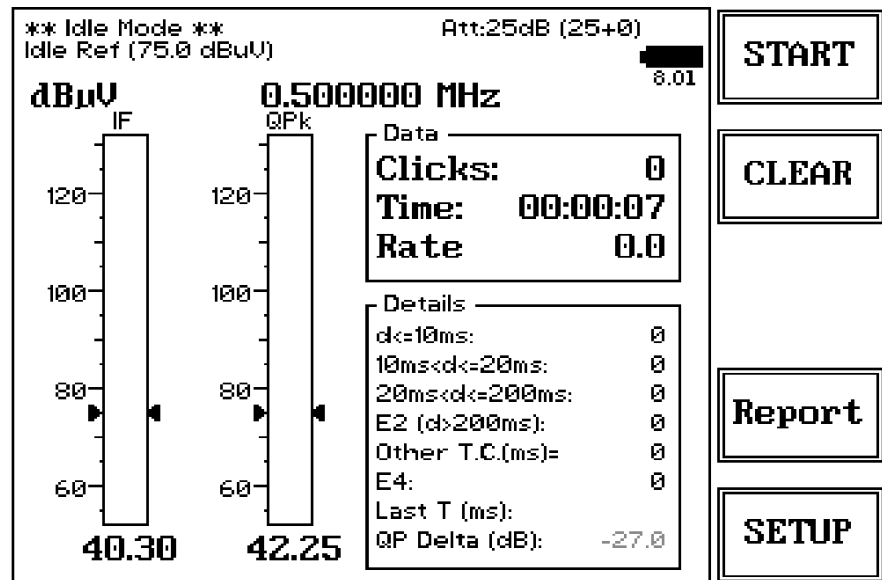 ** Idle Mode **
Att:25dB (25+0)
Idle Ref (75.0 dBuV)
8.01
dBµV
0.500000 MHz
IF
QPk
120
100
80
60
40.30
120
100
80
60
42.25
Data
Clicks: 0
Time: 00:00:07
Rate 0.0
Details
d<=10ms: 0
10ms<d<=20ms: 0
20ms<d<=200ms: 0
E2 (d>200ms): 0
Other T.C.(ms)= 0
E4: 0
Last T (ms):
QP Delta (dB): -27.0
START
CLEAR
Report
SETUP